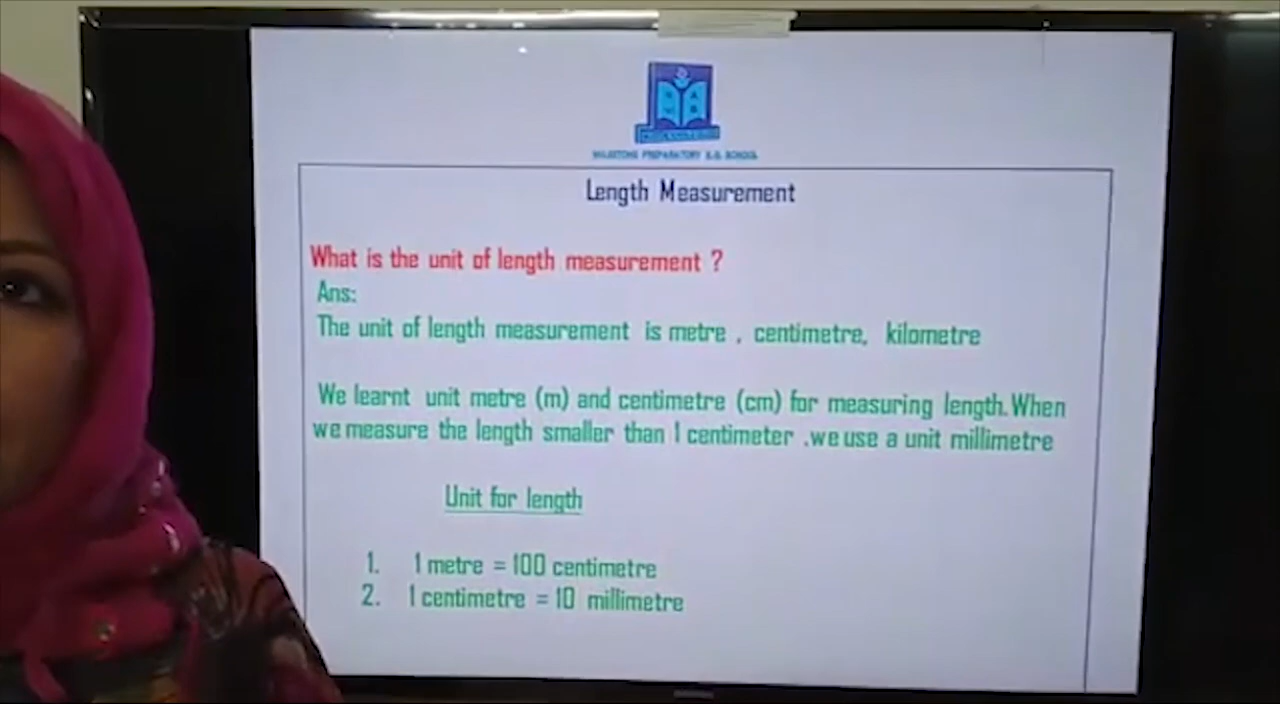 PREPARATORY
SCHOOL
Length Measurement
What is the unit of length measurement ?
Ans:
The unit of length measurement is metre , centimetre, kilometre
We learnt unit metre (m) and centimetre (cm) for measuring length.When
we measure the length smaller than 1 centimeter .we use a unit millimetre
Unit for length
1. 1 metre = 100 centimetre
2. 1 centimetre = 10 millimetre